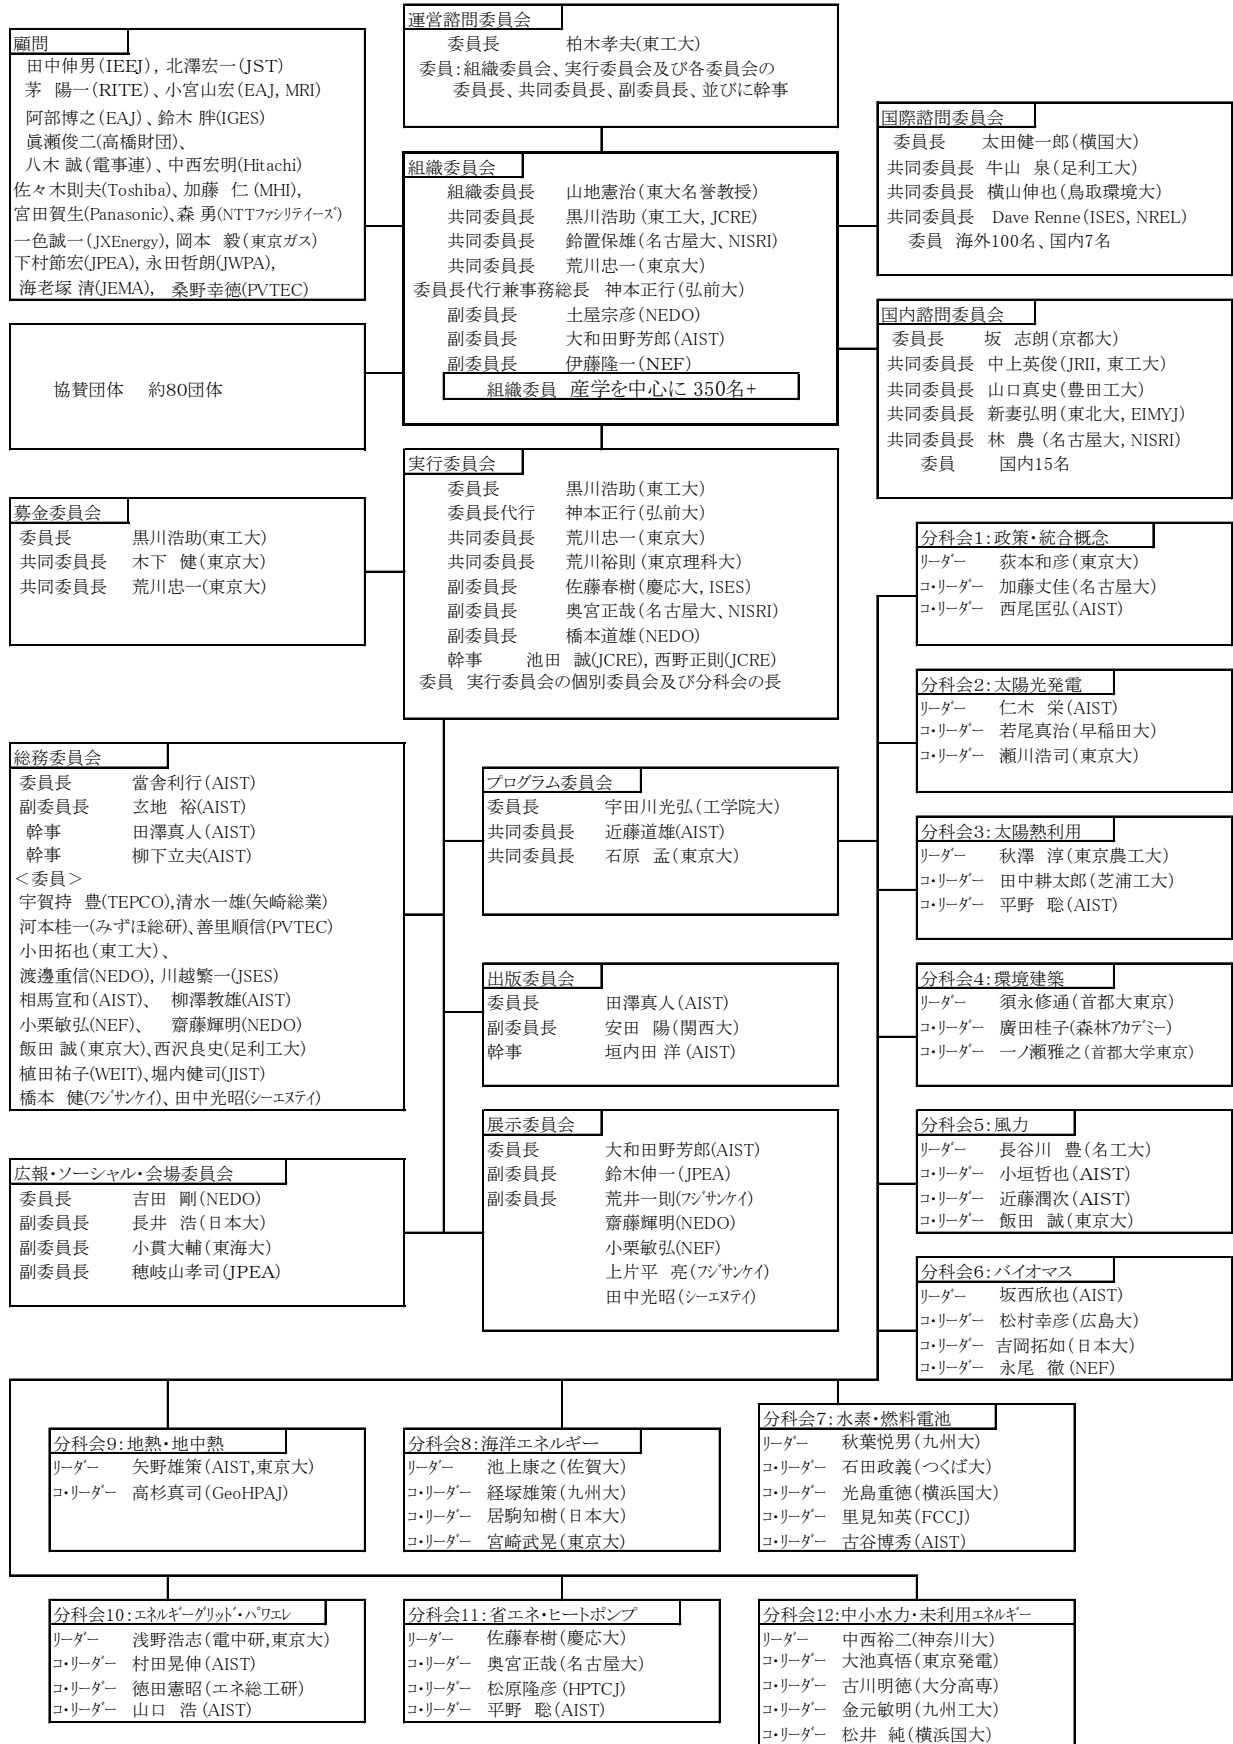 運営諮問委員会
委員長 柏木孝夫(東工大)
委員:組織委員会、実行委員会及び各委員会の
委員長、共同委員長、副委員長、並びに幹事
顧問
田中伸男(IEEJ), 北澤宏一(JST)
茅 陽一(RITE)、小宮山宏(EAJ, MRI)
阿部博之(EAJ)、鈴木 胖(IGES)
眞瀬俊二(高橋財団)、
八木 誠(電事連)、中西宏明(Hitachi)
佐々木則夫(Toshiba)、加藤 仁 (MHI),
宮田賀生(Panasonic)、森 勇(NTTファシリテイーズ)
一色誠一(JXEnergy), 岡本 毅(東京ガス)
下村節宏(JPEA), 永田哲朗(JWPA),
海老塚 清(JEMA), 桑野幸徳(PVTEC)
組織委員会
組織委員長 山地憲治(東大名誉教授)
共同委員長 黒川浩助 (東工大, JCRE)
共同委員長 鈴置保雄(名古屋大、NISRI)
共同委員長 荒川忠一(東京大)
委員長代行兼事務総長 神本正行(弘前大)
副委員長 土屋宗彦(NEDO)
副委員長 大和田野芳郎(AIST)
副委員長 伊藤隆一(NEF)
組織委員 産学を中心に 350名+
国際諮問委員会
委員長 太田健一郎(横国大)
共同委員長 牛山 泉(足利工大)
共同委員長 横山伸也(鳥取環境大)
共同委員長 Dave Renne(ISES, NREL)
委員 海外100名、国内7名
国内諮問委員会
委員長 坂 志朗(京都大)
共同委員長 中上英俊(JRII, 東工大)
共同委員長 山口真史(豊田工大)
共同委員長 新妻弘明(東北大, EIMYJ)
共同委員長 林 農 (名古屋大, NISRI)
委員 国内15名
協賛団体 約80団体
実行委員会
委員長 黒川浩助(東工大)
委員長代行 神本正行(弘前大)
共同委員長 荒川忠一(東京大)
共同委員長 荒川裕則 (東京理科大)
副委員長 佐藤春樹(慶応大, ISES)
副委員長 奥宮正哉(名古屋大、NISRI)
副委員長 橋本道雄(NEDO)
幹事 池田 誠(JCRE), 西野正則(JCRE)
委員 実行委員会の個別委員会及び分科会の長
募金委員会
委員長 黒川浩助(東工大)
共同委員長 木下 健(東京大)
共同委員長 荒川忠一(東京大)
分科会1:政策・統合概念
リーダー 荻本和彦(東京大)
コ・リーダー 加藤丈佳(名古屋大)
コ・リーダー 西尾匡弘(AIST)
分科会2:太陽光発電
リーダー 仁木 栄(AIST)
コ・リーダー 若尾真治(早稲田大)
コ・リーダー 瀬川浩司(東京大)
総務委員会
委員長 當舎利行(AIST)
副委員長 玄地 裕(AIST)
幹事 田澤真人(AIST)
幹事 柳下立夫(AIST)
<委員>
宇賀持 豊(TEPCO),清水一雄(矢崎総業)
河本桂一(みずほ総研)、善里順信(PVTEC)
小田拓也(東工大)、
渡邊重信(NEDO), 川越繁一(JSES)
相馬宣和(AIST)、 柳澤教雄(AIST)
小栗敏弘(NEF)、 齋藤輝明(NEDO)
飯田 誠(東京大)、西沢良史(足利工大)
植田祐子(WEIT)、堀内健司(JIST)
橋本 健(フジサンケイ)、田中光昭(シーエヌテイ)
プログラム委員会
委員長 宇田川光弘(工学院大)
共同委員長 近藤道雄(AIST)
共同委員長 石原 孟(東京大)
分科会3:太陽熱利用
リーダー 秋澤 淳(東京農工大)
コ・リーダー 田中耕太郎(芝浦工大)
コ・リーダー 平野 聡(AIST)
出版委員会
委員長 田澤真人(AIST)
副委員長 安田 陽(関西大)
幹事 垣内田 洋(AIST)
分科会4:環境建築
リーダー 須永修通(首都大東京)
コ・リーダー 廣田桂子(森林アカデミー)
コ・リーダー 一ノ瀬雅之(首都大学東京)
展示委員会
委員長 大和田野芳郎(AIST)
副委員長 鈴木伸一(JPEA)
副委員長 荒井一則(フジサンケイ)
齋藤輝明(NEDO)
小栗敏弘(NEF)
上片平 亮(フジサンケイ)
田中光昭(シーエヌテイ)
分科会5:風力
リーダー 長谷川 豊(名工大)
コ・リーダー 小垣哲也(AIST)
コ・リーダー 近藤潤次(AIST)
コ・リーダー 飯田 誠(東京大)
広報・ソーシャル・会場委員会
委員長 吉田 剛(NEDO)
副委員長 長井 浩(日本大)
副委員長 小貫大輔(東海大)
副委員長 穂岐山孝司(JPEA)
分科会6:バイオマス
リーダー 坂西欣也(AIST)
コ・リーダー 松村幸彦(広島大)
コ・リーダー 吉岡拓如(日本大)
コ・リーダー 永尾 徹(NEF)
分科会9:地熱・地中熱
リーダー 矢野雄策(AIST,東京大)
コ・リーダー 高杉真司(GeoHPAJ)
分科会8:海洋エネルギー
リーダー 池上康之(佐賀大)
コ・リーダー 経塚雄策(九州大)
コ・リーダー 居駒知樹(日本大)
コ・リーダー 宮崎武晃(東京大)
分科会7:水素・燃料電池
リーダー 秋葉悦男(九州大)
コ・リーダー 石田政義(つくば大)
コ・リーダー 光島重徳(横浜国大)
コ・リーダー 里見知英(FCCJ)
コ・リーダー 古谷博秀(AIST)
分科会10:エネルギーグリッド・パワエレ
リーダー 浅野浩志(電中研,東京大)
コ・リーダー 村田晃伸(AIST)
コ・リーダー 徳田憲昭(エネ総工研)
コ・リーダー 山口 浩 (AIST)
分科会11:省エネ・ヒートポンプ
リーダー 佐藤春樹(慶応大)
コ・リーダー 奥宮正哉(名古屋大)
コ・リーダー 松原隆彦(HPTCJ)
コ・リーダー 平野 聡(AIST)
分科会12:中小水力・未利用エネルギー
リーダー 中西裕二(神奈川大)
コ・リーダー 大池真悟(東京発電)
コ・リーダー 古川明徳(大分高専)
コ・リーダー 金元敏明(九州工大)
コ・リーダー 松井 純(横浜国大)